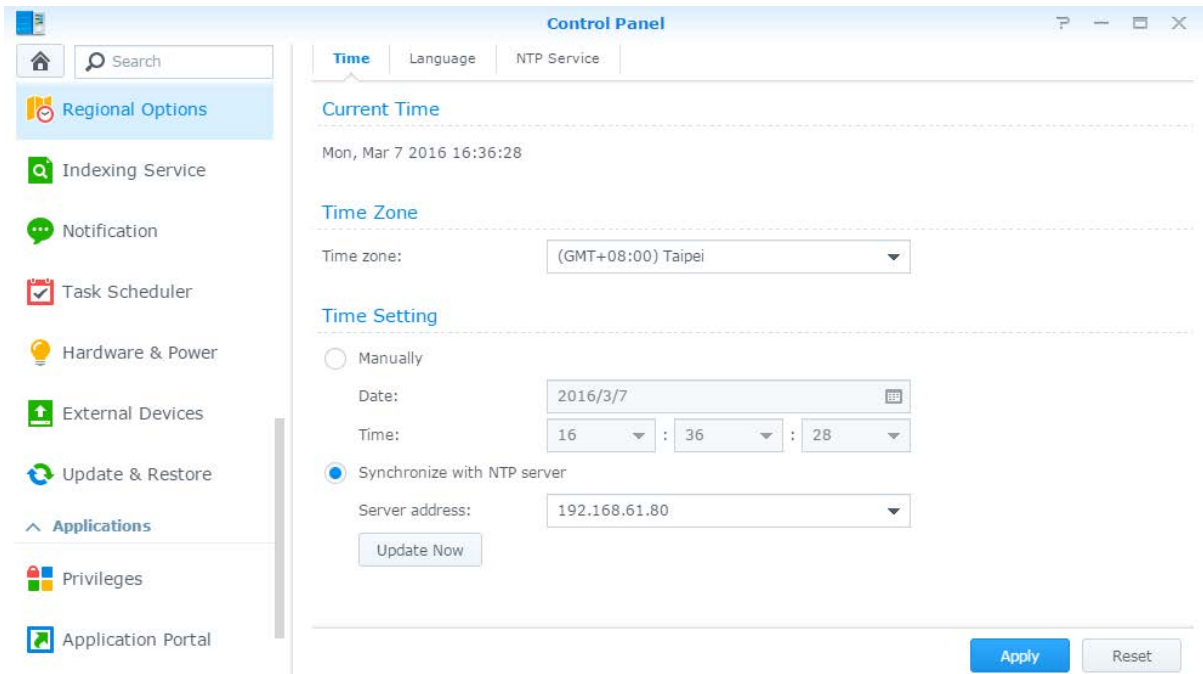 Control Panel
Search
Regional Options
Indexing Service
Notification
Task Scheduler
Hardware & Power
External Devices
Update & Restore
Applications
Privileges
Application Portal
Time Language NTP Service
Current Time
Mon, Mar 7 2016 16:36:28
Time Zone
Time zone: (GMT+08:00) Taipei
Time Setting
Manually
Date: 2016/3/7
Time: 16 : 36 : 28
Synchronize with NTP server
Server address: 192.168.61.80
Update Now
Apply Reset